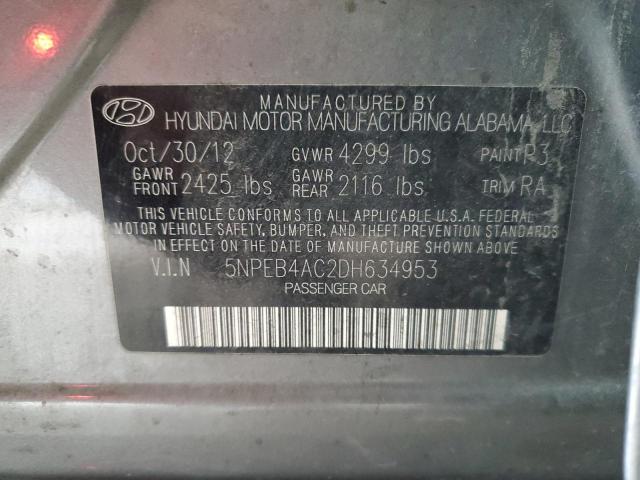 MANUFACTURED BY
HYUNDAI MOTOR MANUFACTURING ALABAMA, LLC
Oct/30/12 GVWR 4299 lbs PAINT P3
GAWR FRONT 2425 lbs GAWR REAR 2116 lbs TRIM RA
THIS VEHICLE CONFORMS TO ALL APPLICABLE U.S.A. FEDERAL
MOTOR VEHICLE SAFETY, BUMPER, AND THEFT PREVENTION STANDARDS
IN EFFECT ON THE DATE OF MANUFACTURE SHOWN ABOVE.
V.I.N 5NPEB4AC2DH634953
PASSENGER CAR